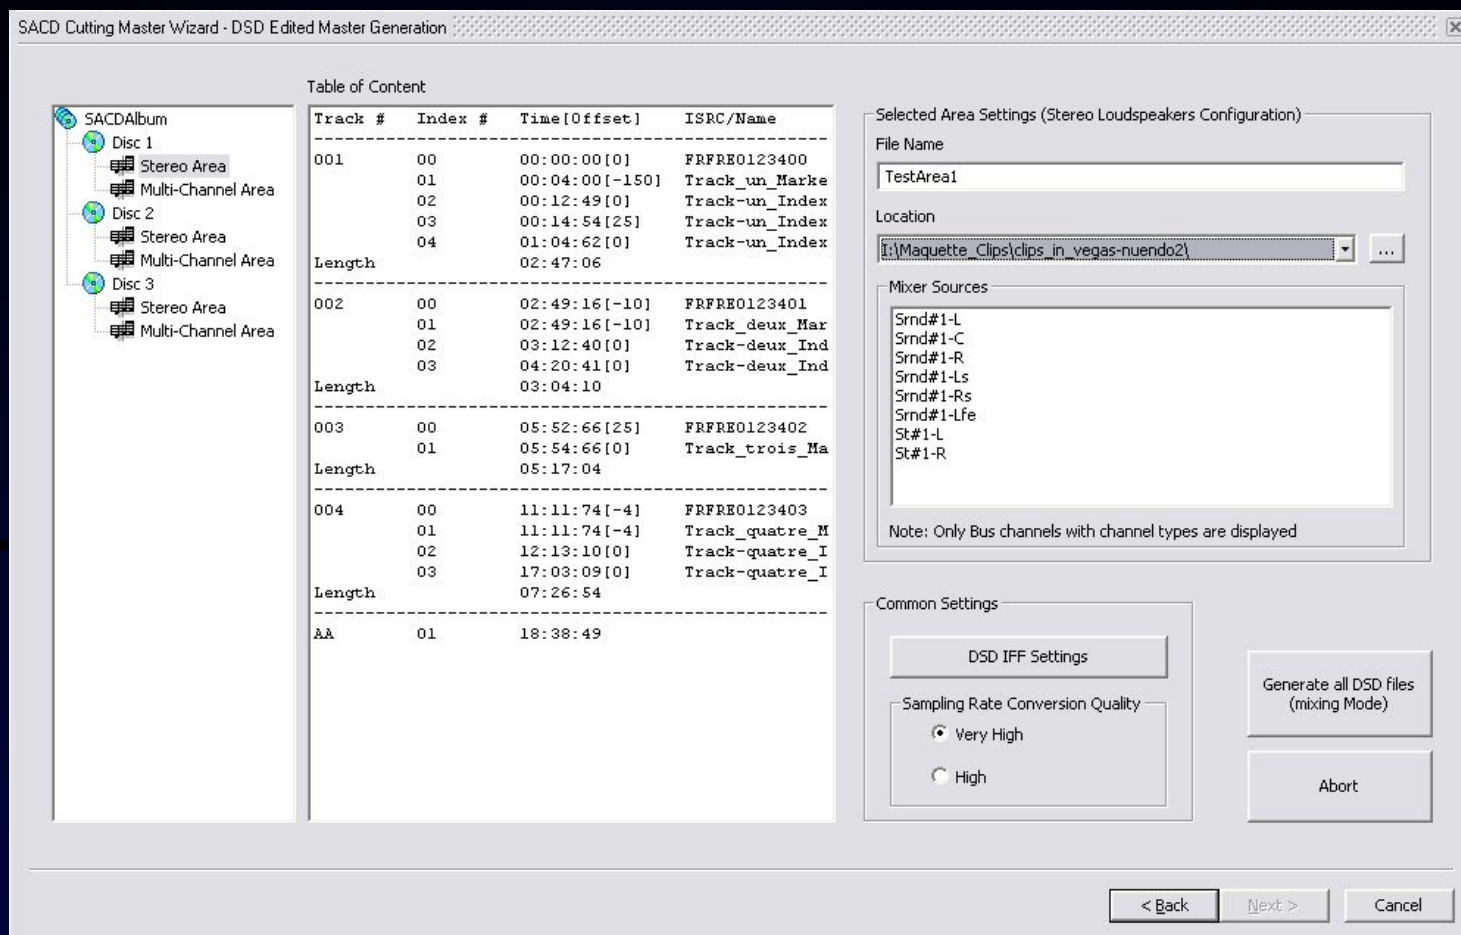 SACD Cutting Master Wizard - DSD Edited Master Generation
SACDAlbum
Disc 1
Stereo Area
Multi-Channel Area
Disc 2
Stereo Area
Multi-Channel Area
Disc 3
Stereo Area
Multi-Channel Area
Table of Content
Track # Index # Time[Offset] ISRC/Name
001 00 00:00:00[0] FRFRE0123400
01 00:04:00[-150] Track_un_Marke
02 00:12:49[0] Track-un_Index
03 00:14:54[25] Track-un_Index
04 01:04:62[0] Track-un_Index
Length 02:47:06
002 00 02:49:16[-10] FRFRE0123401
01 02:49:16[-10] Track_deux_Mar
02 03:12:40[0] Track-deux_Ind
03 04:20:41[0] Track-deux_Ind
Length 03:04:10
003 00 05:52:66[25] FRFRE0123402
01 05:54:66[0] Track_trois_Ma
Length 05:17:04
004 00 11:11:74[-4] FRFRE0123403
01 11:11:74[-4] Track_quatre_M
02 12:13:10[0] Track-quatre_I
03 17:03:09[0] Track-quatre_I
Length 07:26:54
AA 01 18:38:49
Selected Area Settings (Stereo Loudspeakers Configuration)
File Name
TestArea1
Location
I:\Maquette_Clips\clips_in_vegas-nuendo2\
...
Mixer Sources
Srnd#1-L
Srnd#1-C
Srnd#1-R
Srnd#1-Ls
Srnd#1-Rs
Srnd#1-Lfe
St#1-L
St#1-R
Note: Only Bus channels with channel types are displayed
Common Settings
DSD IFF Settings
Sampling Rate Conversion Quality
Very High
High
Generate all DSD files
(mixing Mode)
Abort
< Back
Next >
Cancel